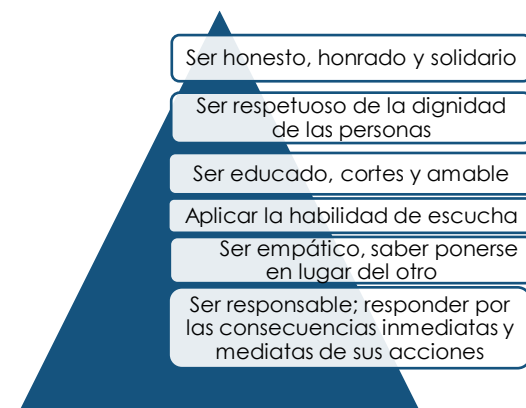 Ser honesto, honrado y solidario
Ser respetuoso de la dignidad
de las personas
Ser educado, cortes y amable
Aplicar la habilidad de escucha
Ser empático, saber ponerse
en lugar del otro
Ser responsable; responder por
las consecuencias inmediatas y
mediatas de sus acciones